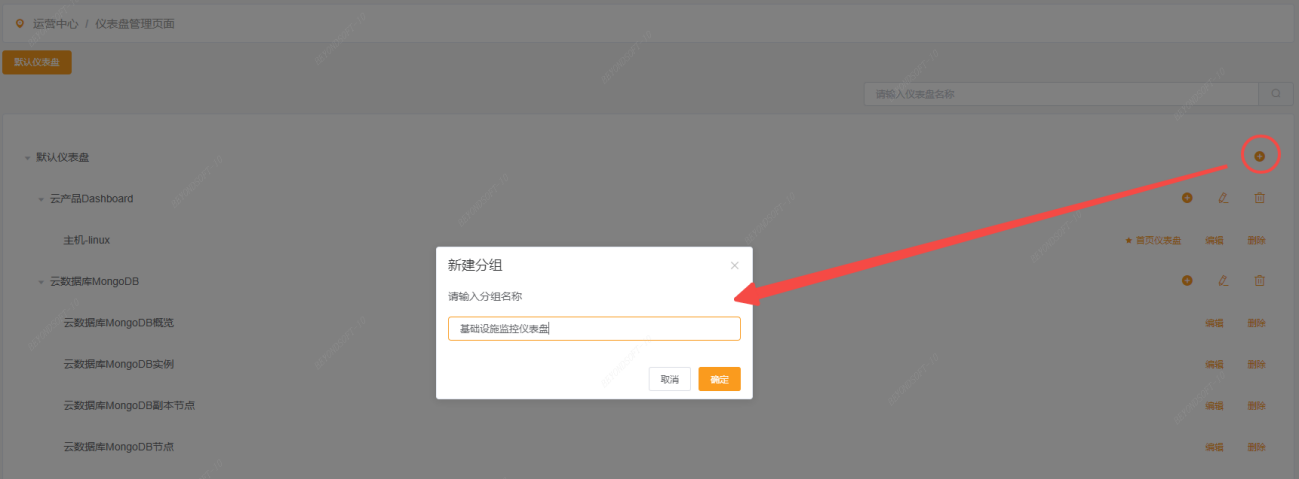 运营中心 / 仪表盘管理页面
默认仪表盘
请输入仪表盘名称
默认仪表盘
云产品Dashboard
主机-linux
首页仪表盘 编辑 删除
云数据库MongoDB
云数据库MongoDB概览
编辑 删除
云数据库MongoDB实例
编辑 删除
云数据库MongoDB副本节点
编辑 删除
云数据库MongoDB节点
编辑 删除
新建分组
请输入分组名称
基础设施监控仪表盘
取消 确定